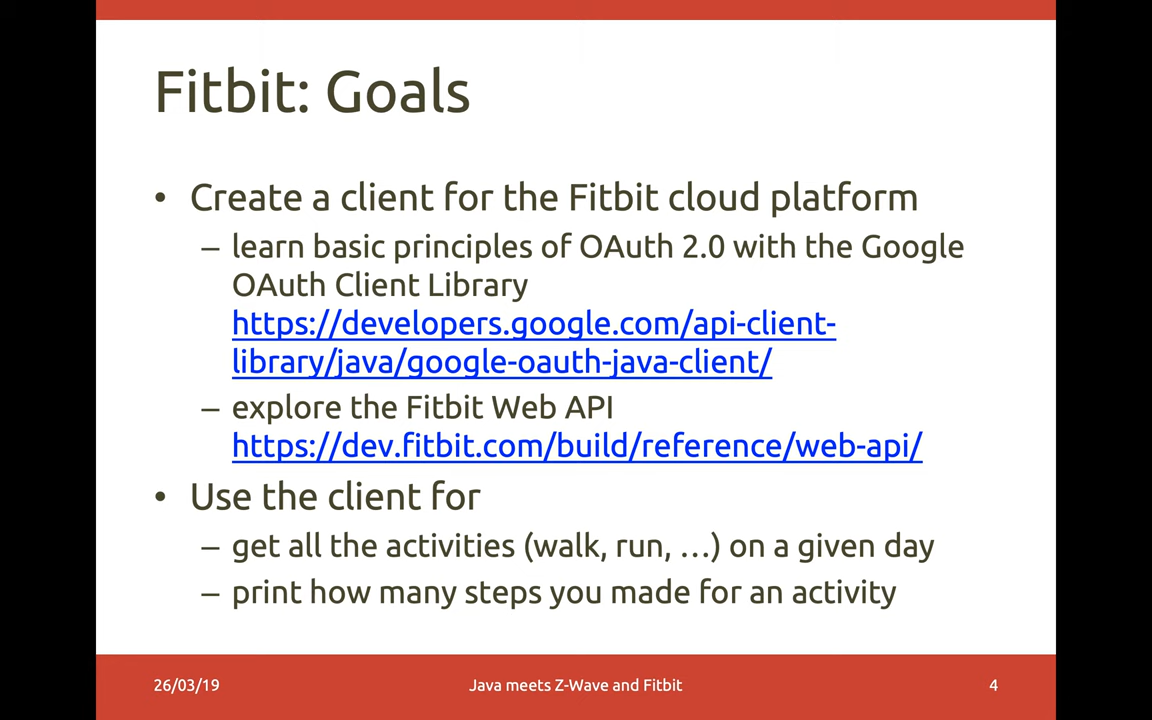 Fitbit: Goals
• Create a client for the Fitbit cloud platform
– learn basic principles of OAuth 2.0 with the Google
OAuth Client Library
https://developers.google.com/api-client-
library/java/google-oauth-java-client/
– explore the Fitbit Web API
https://dev.fitbit.com/build/reference/web-api/
• Use the client for
– get all the activities (walk, run, …) on a given day
– print how many steps you made for an activity
26/03/19
Java meets Z-Wave and Fitbit
4